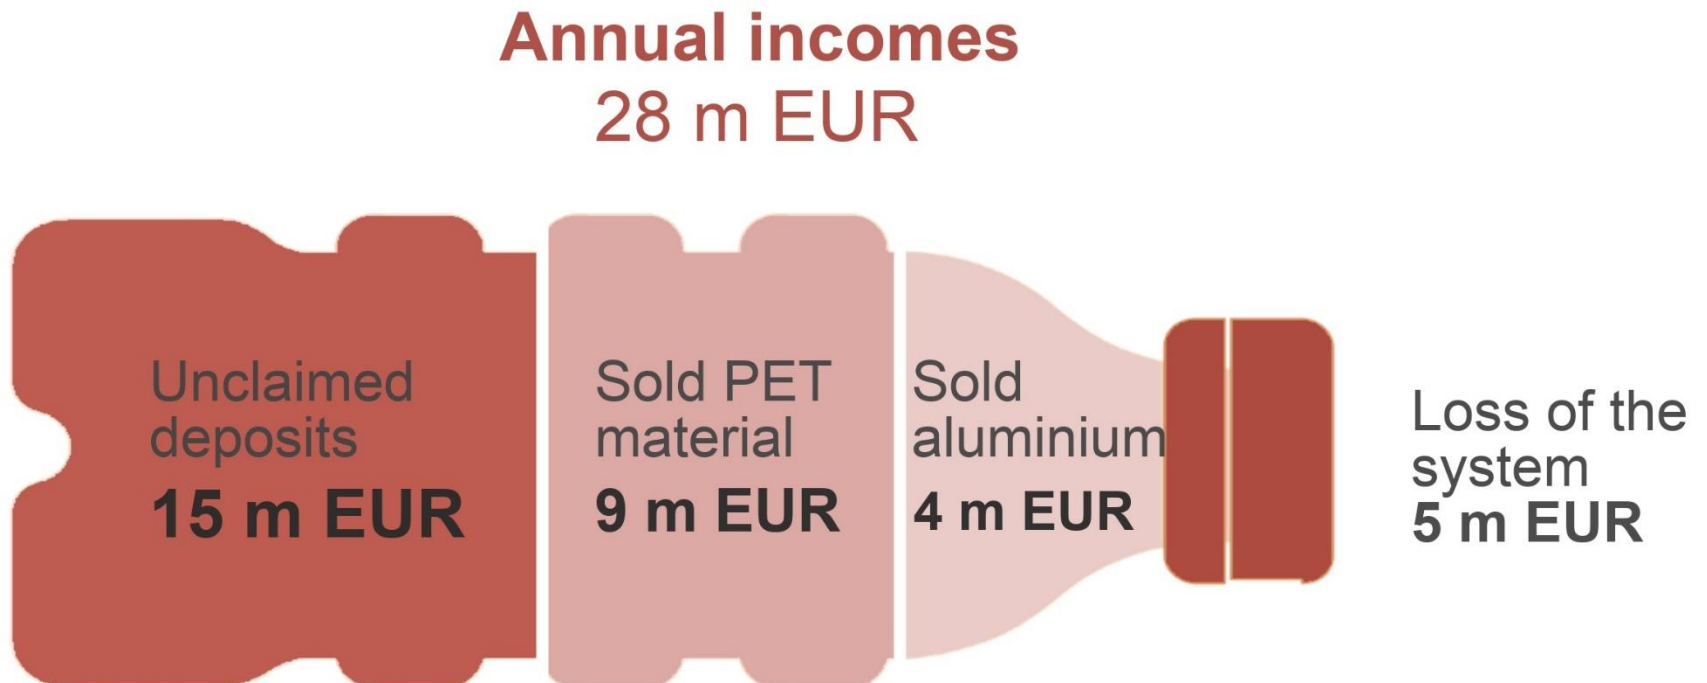 Annual incomes
28 m EUR
Unclaimed
deposits
15 m EUR
Sold PET
material
9 m EUR
Sold
aluminium
4 m EUR
Loss of the
system
5 m EUR